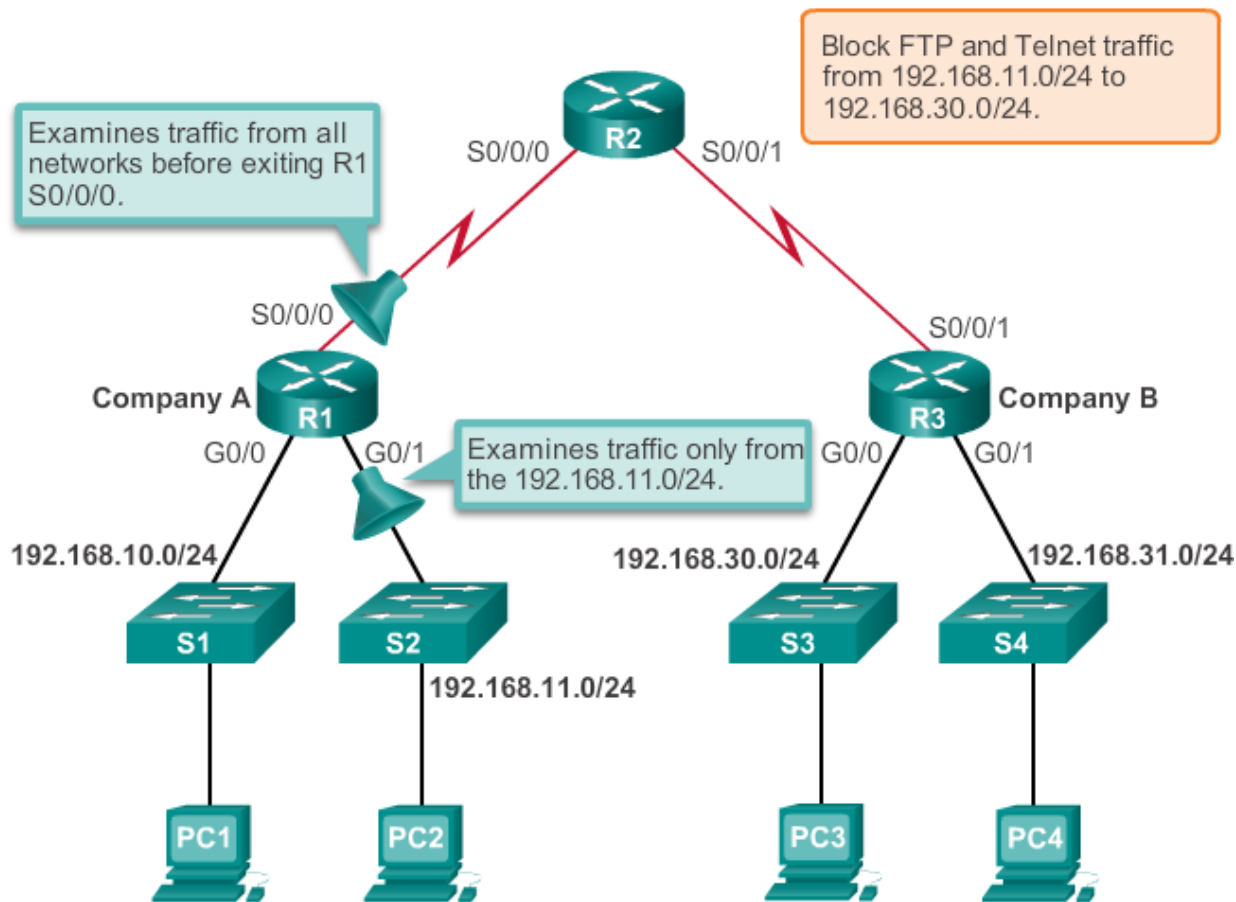 Block FTP and Telnet traffic
from 192.168.11.0/24 to
192.168.30.0/24.
Examines traffic from all
networks before exiting R1
S0/0/0.
R2
S0/0/0
S0/0/1
S0/0/0
S0/0/1
Company A
R1
R3
Company B
G0/0
G0/1
Examines traffic only from
the 192.168.11.0/24.
G0/0
G0/1
192.168.10.0/24
192.168.30.0/24
192.168.31.0/24
S1
S2
S3
S4
192.168.11.0/24
PC1
PC2
PC3
PC4